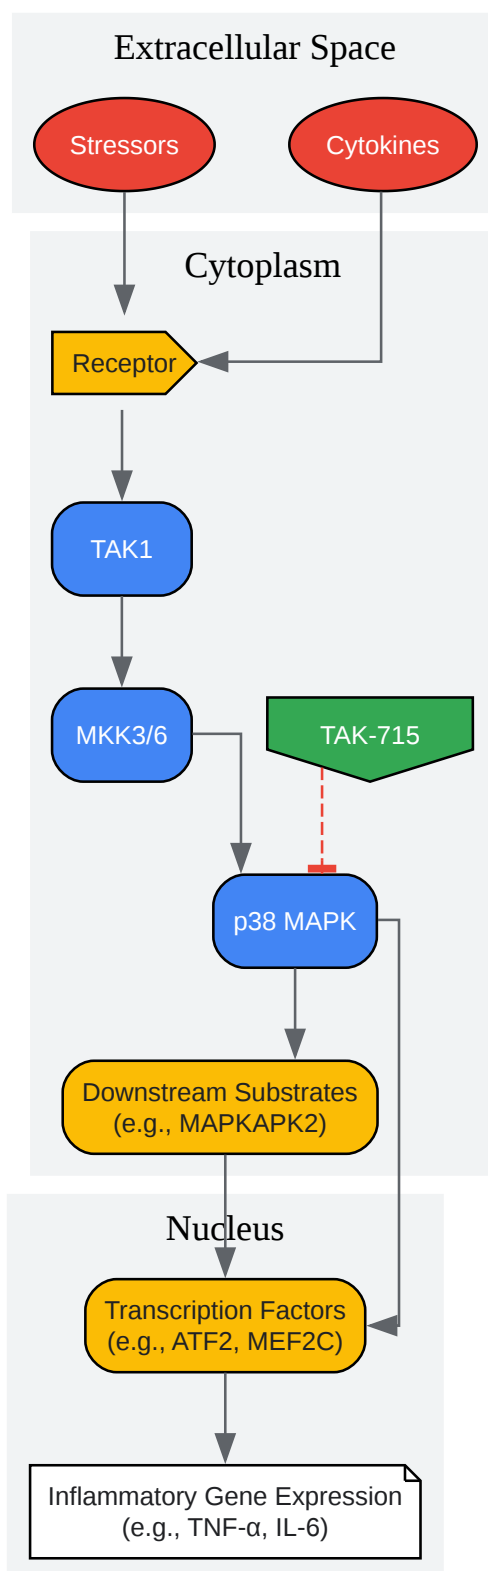 Extracellular Space
Stressors
Cytokines
Cytoplasm
Receptor
TAK1
MKK3/6
TAK-715
p38 MAPK
Downstream Substrates
(e.g., MAPKAPK2)
Nucleus
Transcription Factors
(e.g., ATF2, MEF2C)
Inflammatory Gene Expression
(e.g., TNF-α, IL-6)